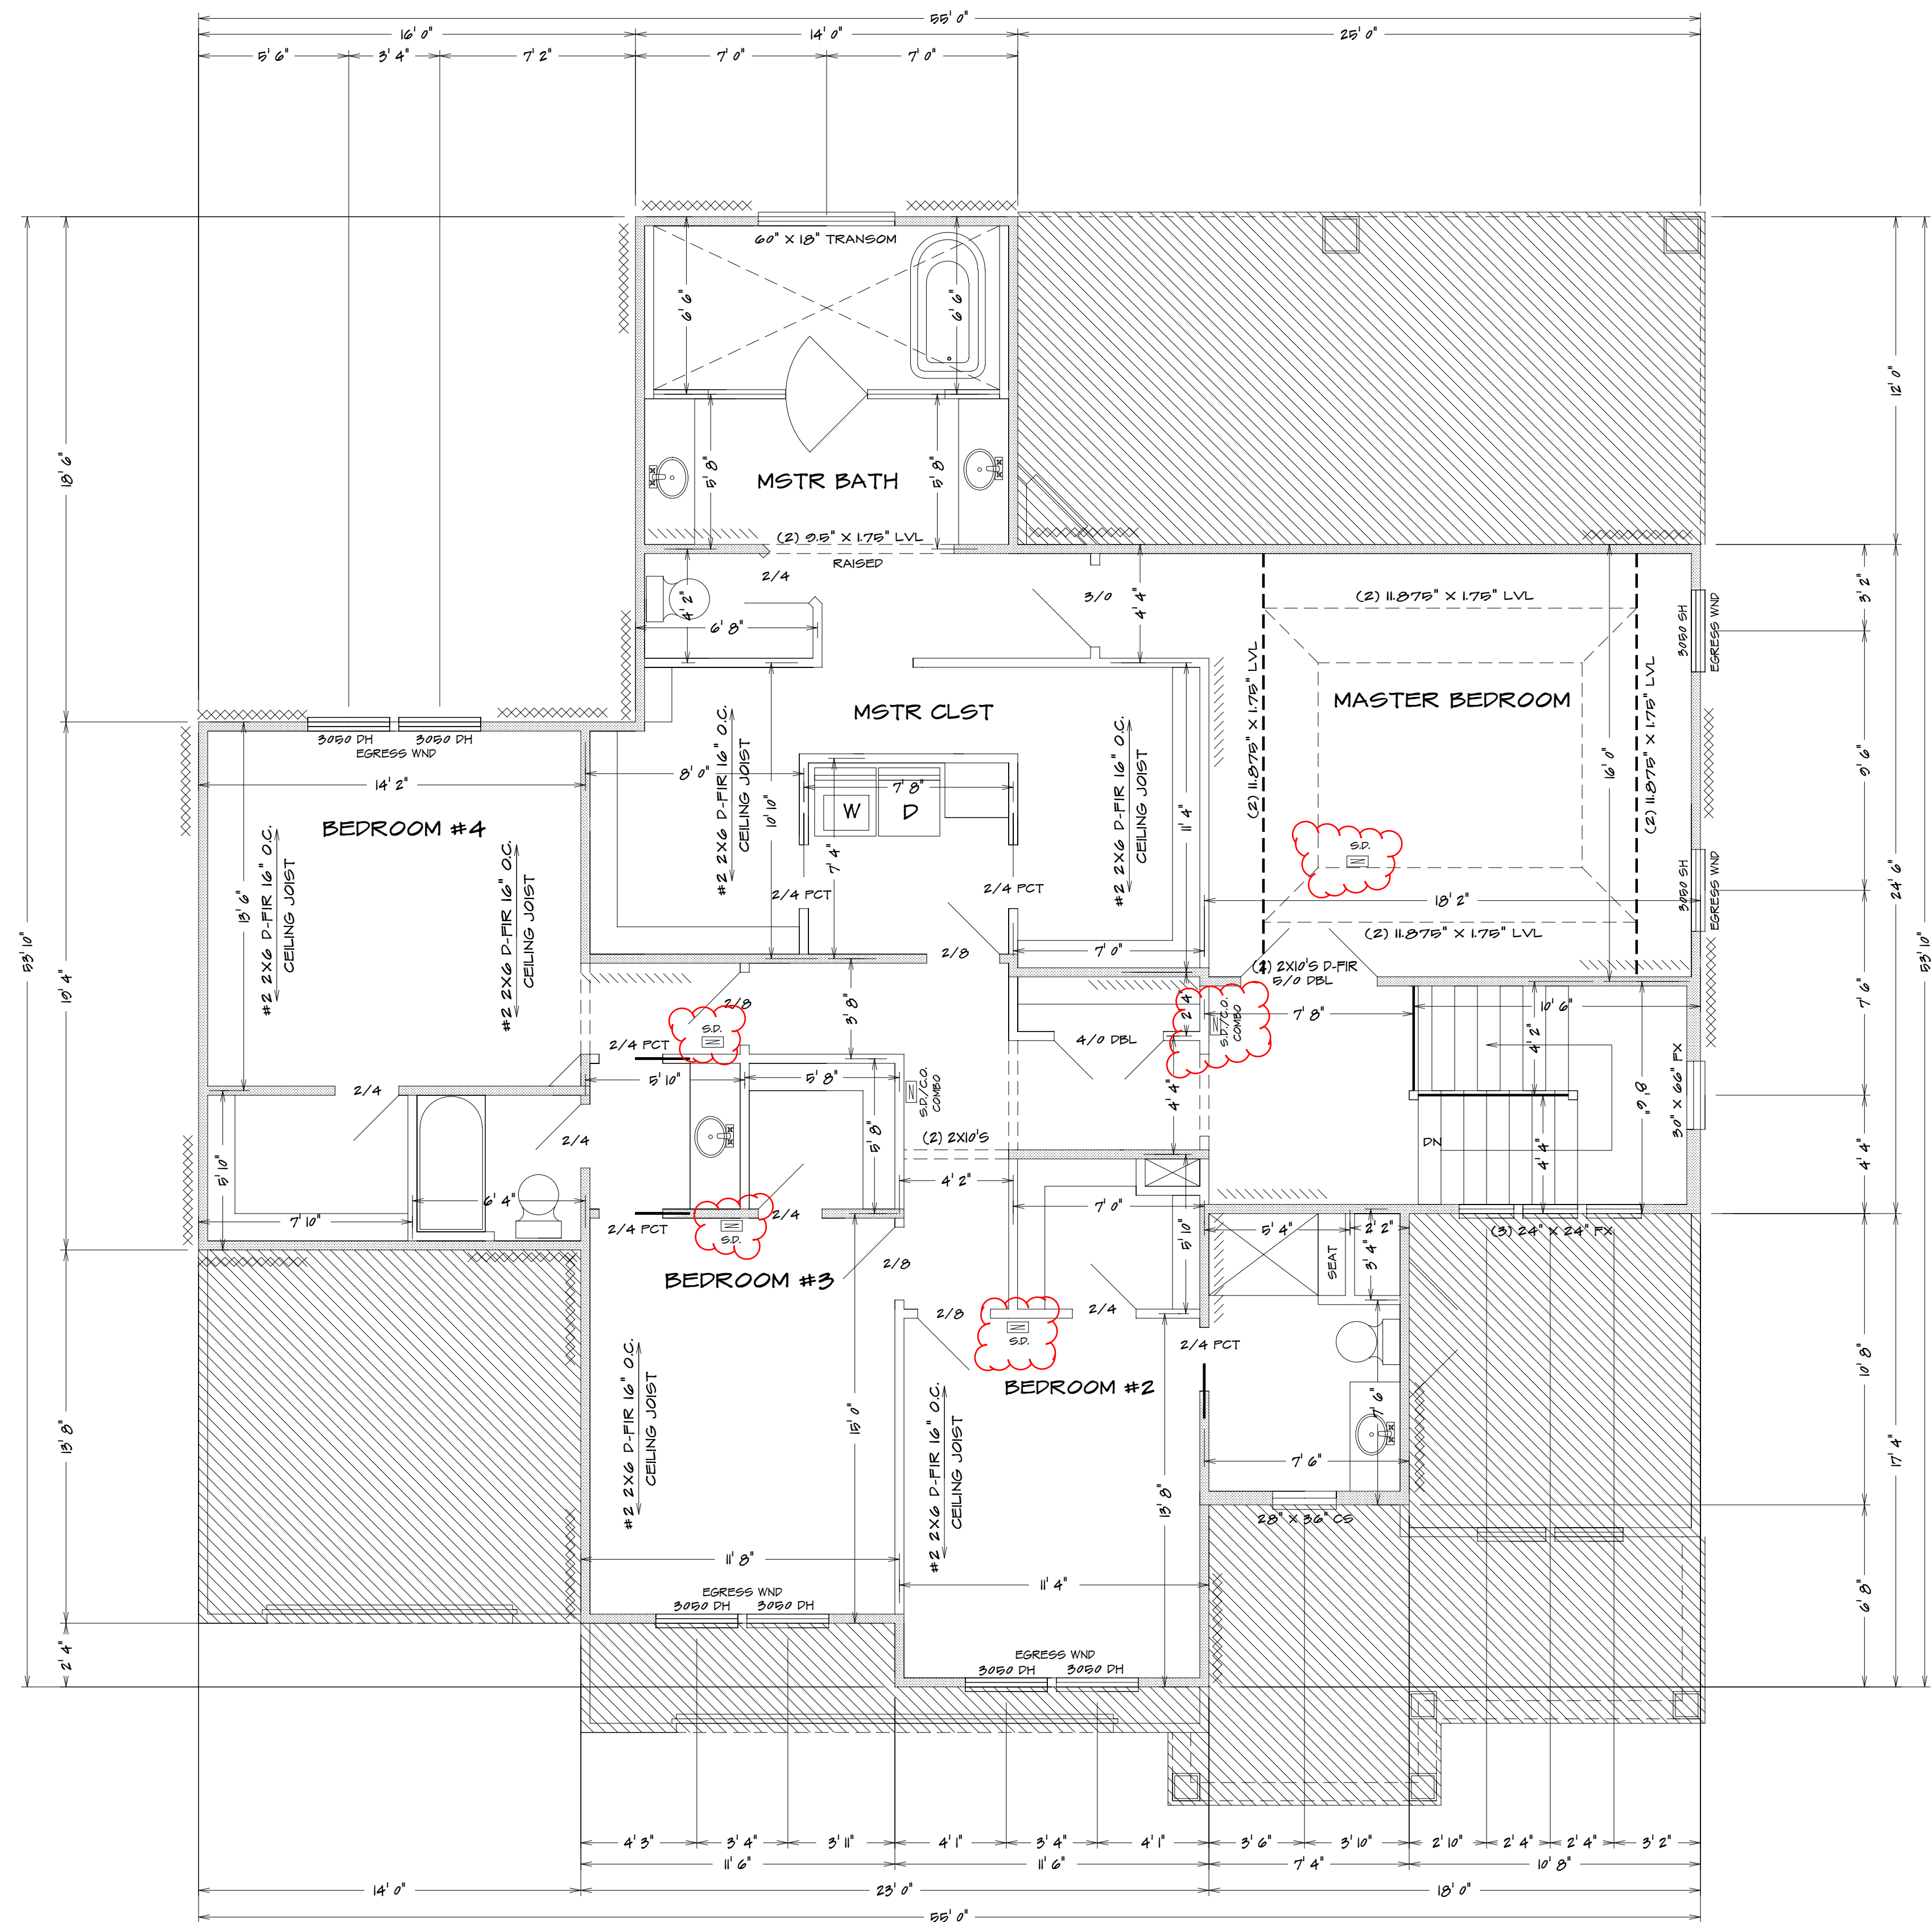 55' 0"
16' 0" 14' 0" 25' 0"
5' 6" 3' 4" 7' 2" 7' 0" 7' 0"
60" X 18" TRANSOM
6' 6" 6' 6"
12' 0"
18' 6"
5' 8" 5' 8"
MSTR BATH
(2) 9.5" X 1.75" LVL
RAISED
2/4
3/0
4' 2"
4' 4"
6' 8"
(2) 11.875" X 1.75" LVL
3050 SH
EGRESS WND
3' 2"
(2) 11.875" X 1.75" LVL
(2) 11.875" X 1.75" LVL
MASTER BEDROOM
MSTR CLST
16' 0"
9' 6"
3050 DH 3050 DH
EGRESS WND
14' 2"
8' 0"
7' 8"
#2 2X6 D-FIR 16" O.C.
CEILING JOIST
10' 10"
#2 2X6 D-FIR 16" O.C.
CEILING JOIST
11' 4"
W D
BEDROOM #4
7' 4"
S.D.
24' 6"
2/4 PCT 2/4 PCT
18' 2"
3050 SH
EGRESS WND
13' 6"
#2 2X6 D-FIR 16" O.C.
CEILING JOIST
#2 2X6 D-FIR 16" O.C.
CEILING JOIST
(2) 11.875" X 1.75" LVL
53' 10"
53' 10"
19' 4"
7' 0"
2/8
(2) 2X10'S D-FIR
5/0 DBL
2/8
3' 8"
2' 4"
S.D./C.O.
COMBO
7' 8"
10' 6"
7' 6"
S.D.
2/4 PCT
4/0 DBL
4' 2"
5' 10" 5' 8"
S.D./C.O.
COMBO
4' 4"
8' 6"
30" X 66" FX
2/4
2/4
5' 8"
(2) 2X10'S
DN
4' 4"
4' 4"
5' 10"
6' 4"
4' 2"
7' 0"
7' 10"
2/4 PCT
2/4
S.D.
5' 10"
5' 4" 2' 2"
3' 4"
SEAT
(3) 24" X 24" FX
BEDROOM #3
2/8
2/8
2/4
S.D.
2/4 PCT
BEDROOM #2
10' 8"
13' 8"
#2 2X6 D-FIR 16" O.C.
CEILING JOIST
15' 0"
#2 2X6 D-FIR 16" O.C.
CEILING JOIST
13' 8"
7' 6"
7' 6"
17' 4"
28" X 36" CS
11' 8"
11' 4"
EGRESS WND
3050 DH 3050 DH
6' 8"
2' 4"
EGRESS WND
3050 DH 3050 DH
4' 3" 3' 4" 3' 11" 4' 1" 3' 4" 4' 1" 3' 6" 3' 10" 2' 10" 2' 4" 2' 4" 3' 2"
11' 6" 11' 6" 7' 4" 10' 8"
14' 0" 23' 0" 18' 0"
55' 0"